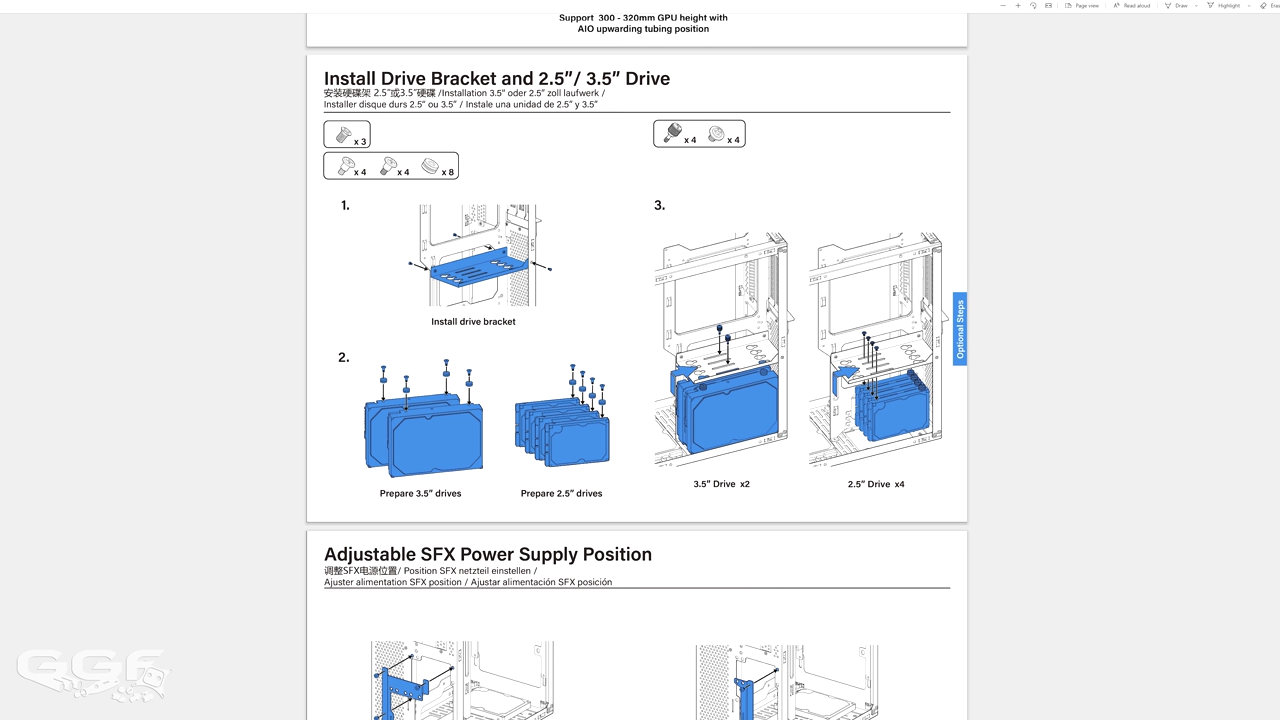 Page view
Read aloud
Draw
Highlight
Support 300 - 320mm GPU height with
AIO upwarding tubing position
Install Drive Bracket and 2.5”/ 3.5” Drive
安装硬碟架 2.5”或3.5”硬碟 /Installation 3.5” oder 2.5” zoll laufwerk /
Installer disque durs 2.5” ou 3.5” / Instale una unidad de 2.5” y 3.5”
x 3
x 4 x 4 x 8
x 4 x 4
1.
Install drive bracket
2.
Prepare 3.5” drives
Prepare 2.5” drives
3.
3.5” Drive x2
2.5” Drive x4
Optional Steps
Adjustable SFX Power Supply Position
调整SFX电源位置/ Position SFX netzteil einstellen /
Ajuster alimentation SFX position / Ajustar alimentación SFX posición
GGF